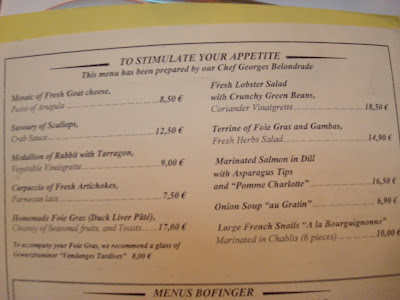 TO STIMULATE YOUR APPETITE
This menu has been prepared by our Chef Georges Belondrade
Mosaic of Fresh Goat cheese,
Pesto of Arugula ........ 8,50 €
Savoury of Scallops,
Crab Sauce ........ 12,50 €
Medallion of Rabbit with Tarragon,
Vegetable Vinaigrette ........ 9,00 €
Carpaccio of Fresh Artichokes,
Parmesan lace ........ 7,50 €
Homemade Foie Gras (Duck Liver Pâté),
Chutney of Seasonal fruits, and Toasts ..... 17,00 €
To accompany your Foie Gras, we recommend a glass of
Gewurztraminer "Vendanges Tardives" 8,00 €
Fresh Lobster Salad
with Crunchy Green Beans,
Coriander Vinaigrette ........ 18,50 €
Terrine of Foie Gras and Gambas,
Fresh Herbs Salad ........ 14,90 €
Marinated Salmon in Dill
with Asparagus Tips
and "Pomme Charlotte" ........ 16,50 €
Onion Soup "au Gratin" ........ 6,90 €
Large French Snails "A la Bourguignonne"
Marinated in Chablis (6 pieces) ........ 10,00 €
MENUS BOFINGER